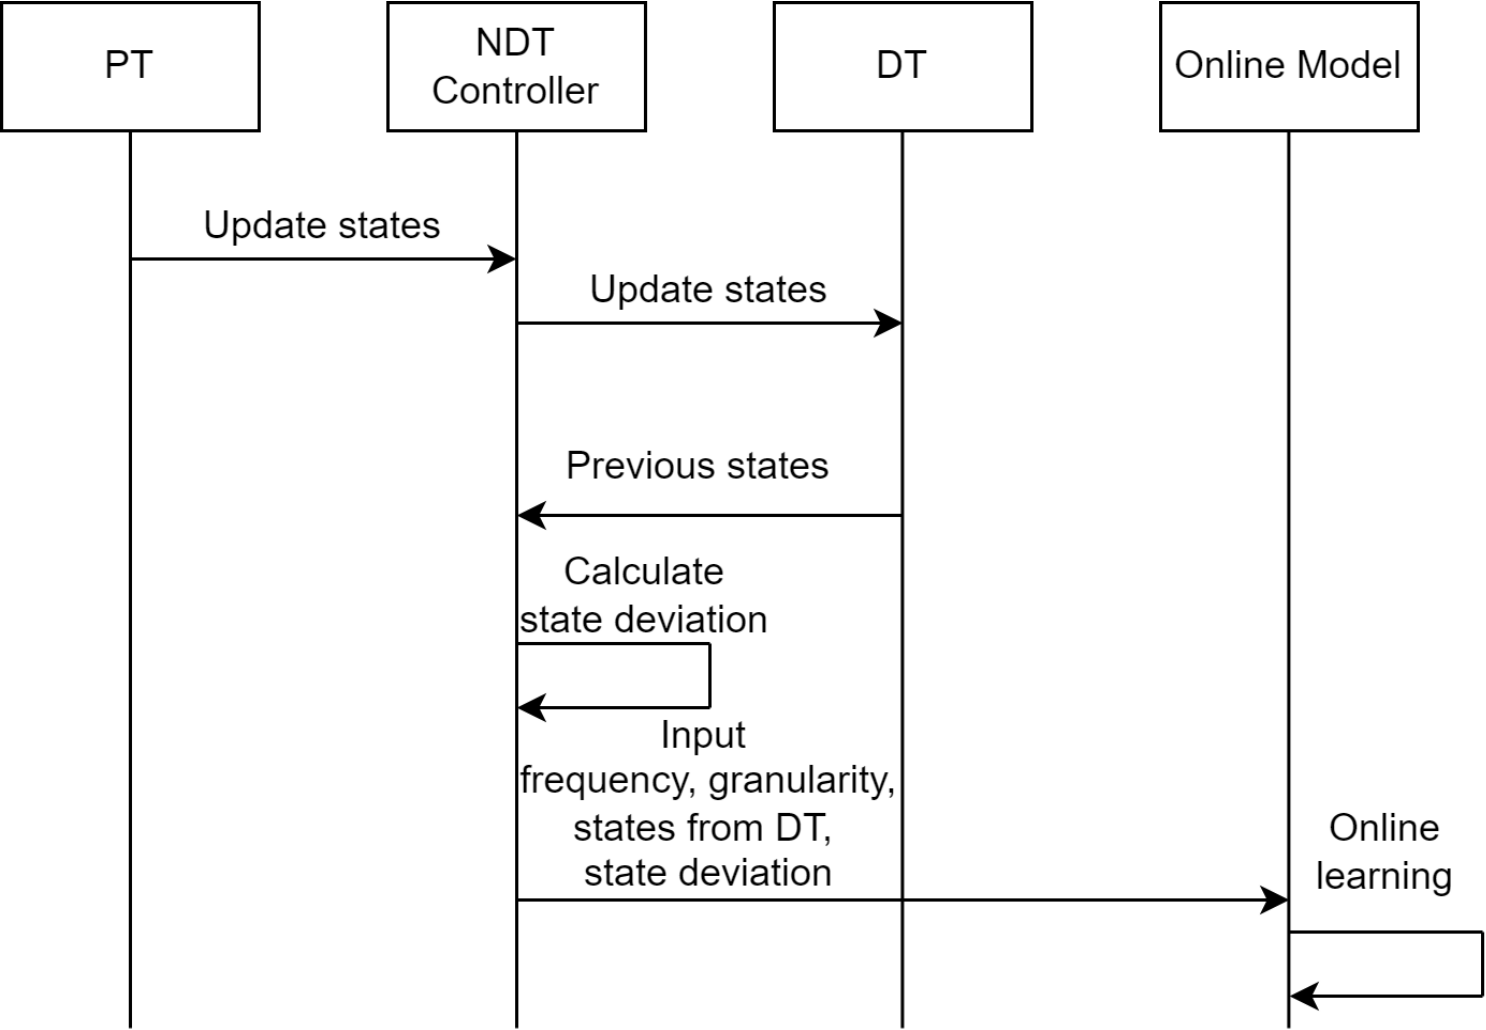 PT
NDT
Controller
DT
Online Model
Update states
Update states
Previous states
Calculate
state deviation
Input
frequency, granularity,
states from DT,
state deviation
Online
learning